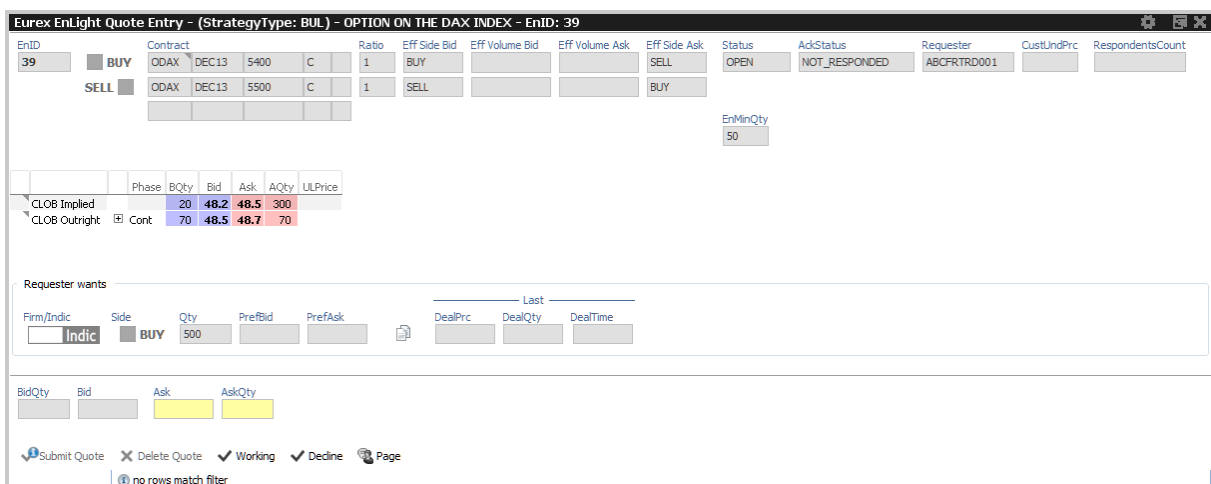 Eurex EnLight Quote Entry - (StrategyType: BUL) - OPTION ON THE DAX INDEX - EnID: 39
EnID Contract Ratio Eff Side Bid Eff Volume Bid Eff Volume Ask Eff Side Ask Status AckStatus Requester CustUndPrc RespondentsCount
39 BUY ODAX DEC13 5400 C 1 BUY SELL OPEN NOT_RESPONDED ABCFRTRD001
SELL ODAX DEC13 5500 C 1 SELL BUY
EnMinQty
50
Phase BQty Bid Ask AQty ULPrice
CLOB Implied 20 48.2 48.5 300
CLOB Outright Cont 70 48.5 48.7 70
Requester wants
Last
Firm/Indic Side Qty PrefBid PrefAsk DealPrc DealQty DealTime
Indic BUY 500
BidQty Bid Ask AskQty
Submit Quote Delete Quote Working Decline Page
no rows match filter